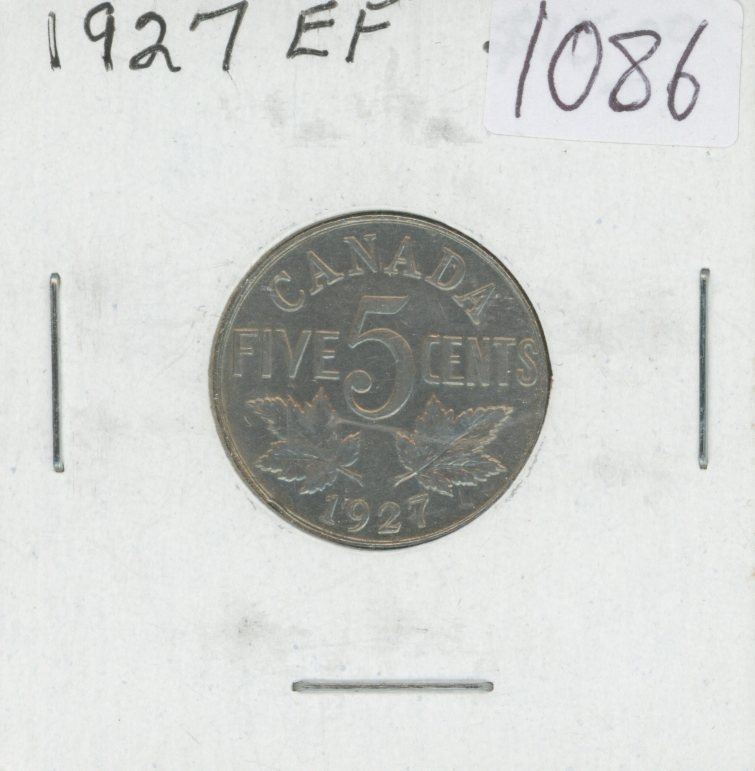 1927 EF
1086
CANADA
FIVE 5 CENTS
1927